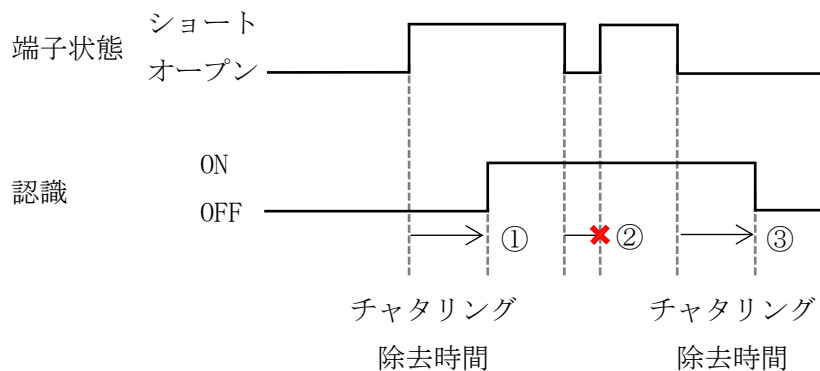 ショート
端子状態
オープン
ON
認識
OFF
① ② ③
チャタリング チャタリング
除去時間 除去時間